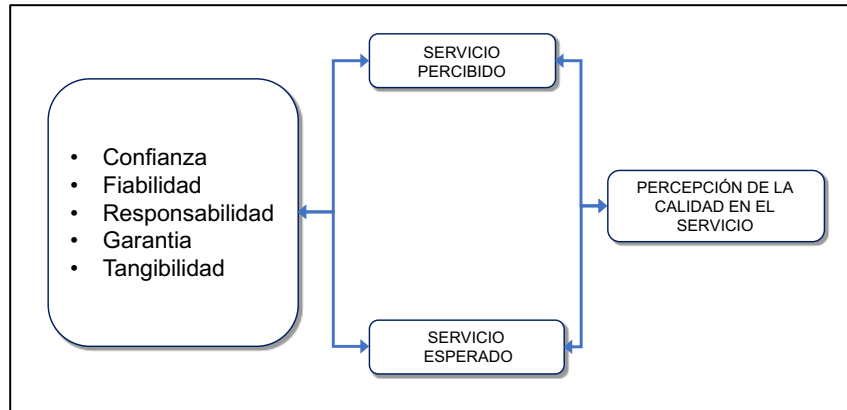 • Confianza
• Fiabilidad
• Responsabilidad
• Garantia
• Tangibilidad
SERVICIO
PERCIBIDO
SERVICIO
ESPERADO
PERCEPCIÓN DE LA
CALIDAD EN EL
SERVICIO